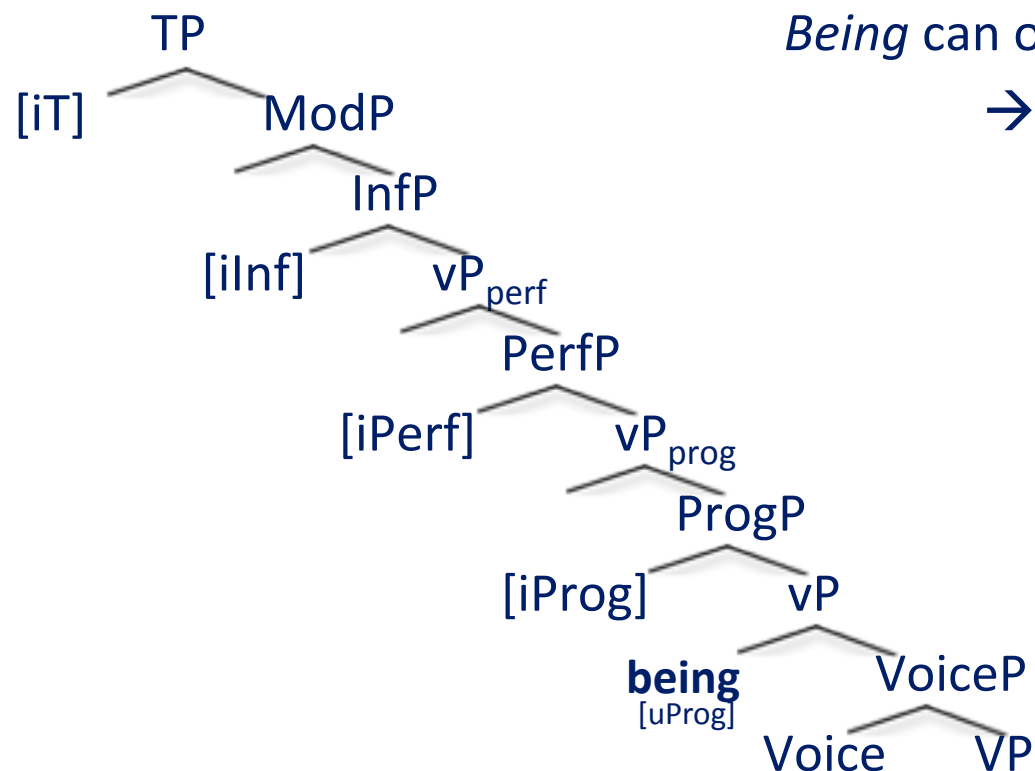 TP
Being can o
[iT] ModP
→
InfP
[iInf] vPperf
PerfP
[iPerf] vPprog
ProgP
[iProg] vP
being VoiceP
[uProg]
Voice VP